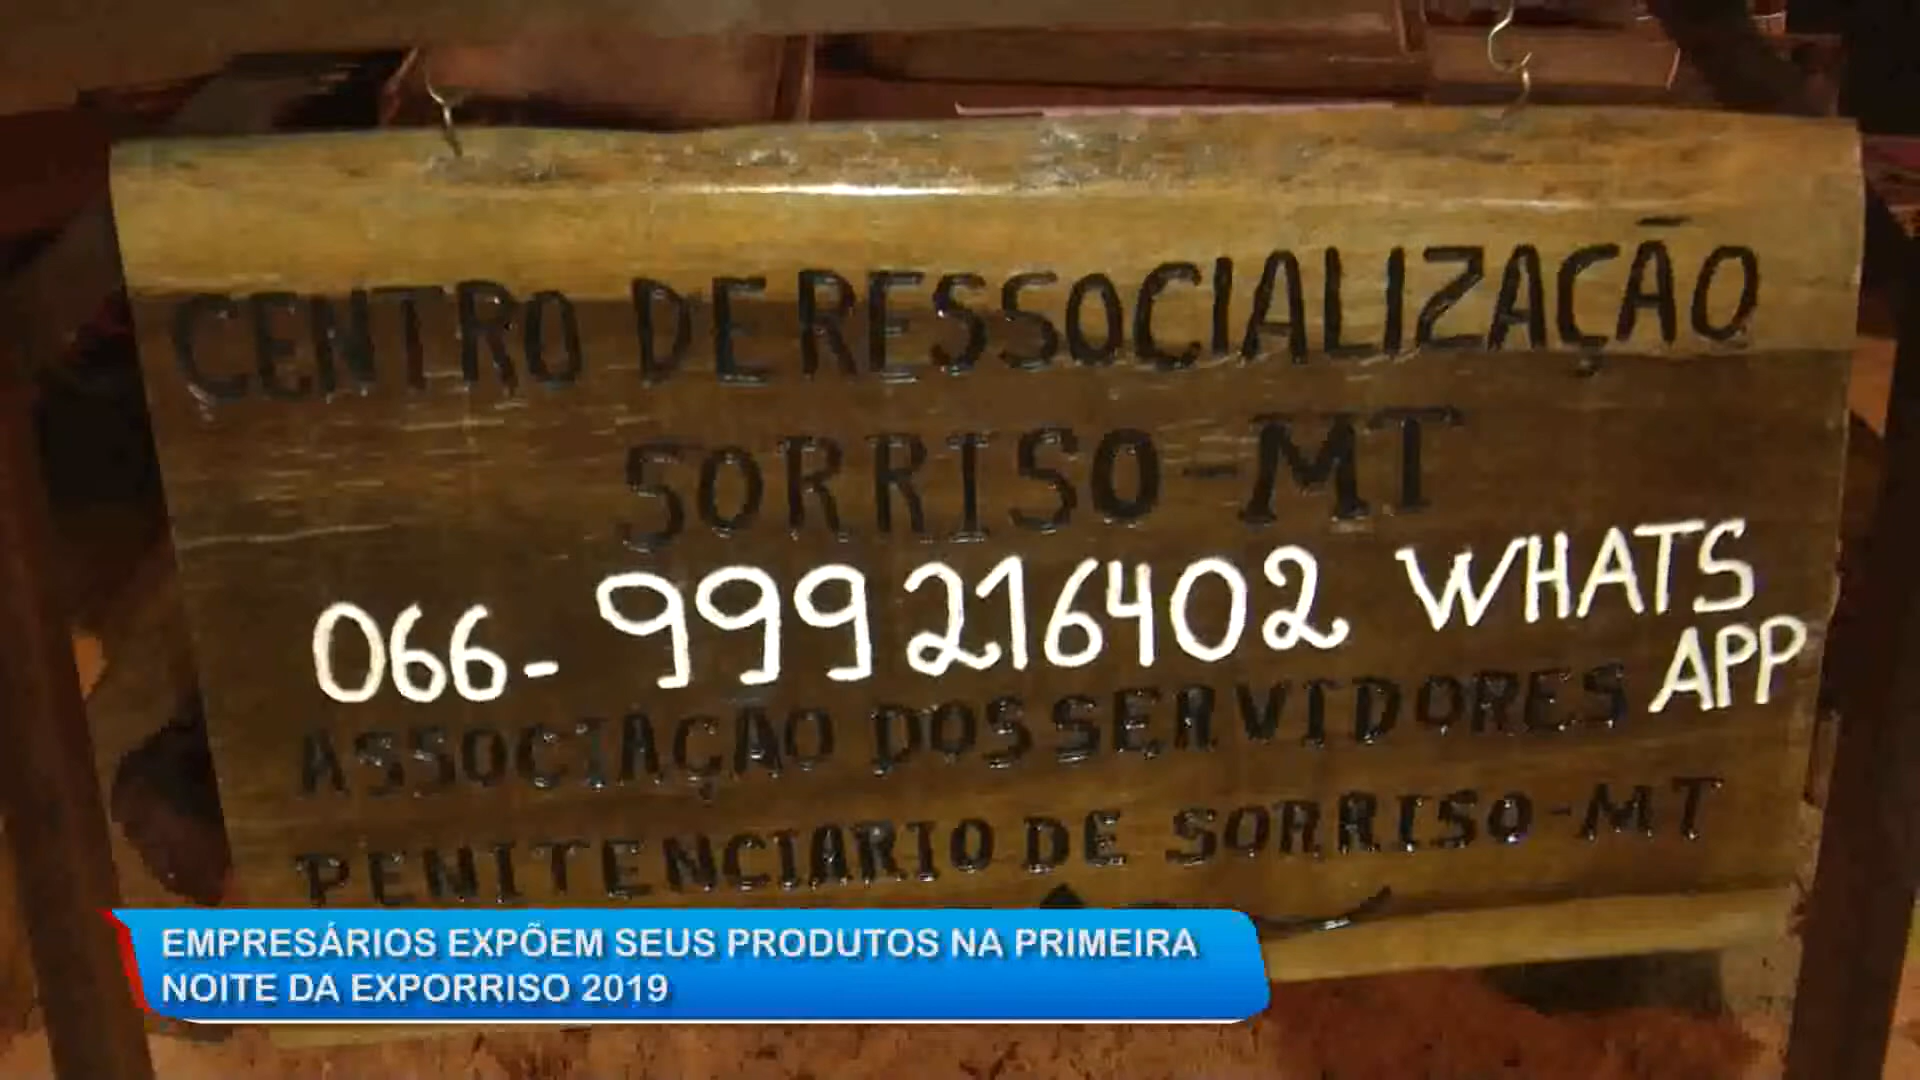 CENTRO DE RESSOCIALIZAÇÃO
SORRISO-MT
066-999216402 WHATS
APP
ASSOCIAÇÃO DOS SERVIDORES
PENITENCIARIO DE SORRISO-MT
EMPRESÁRIOS EXPÕEM SEUS PRODUTOS NA PRIMEIRA
NOITE DA EXPORRISO 2019